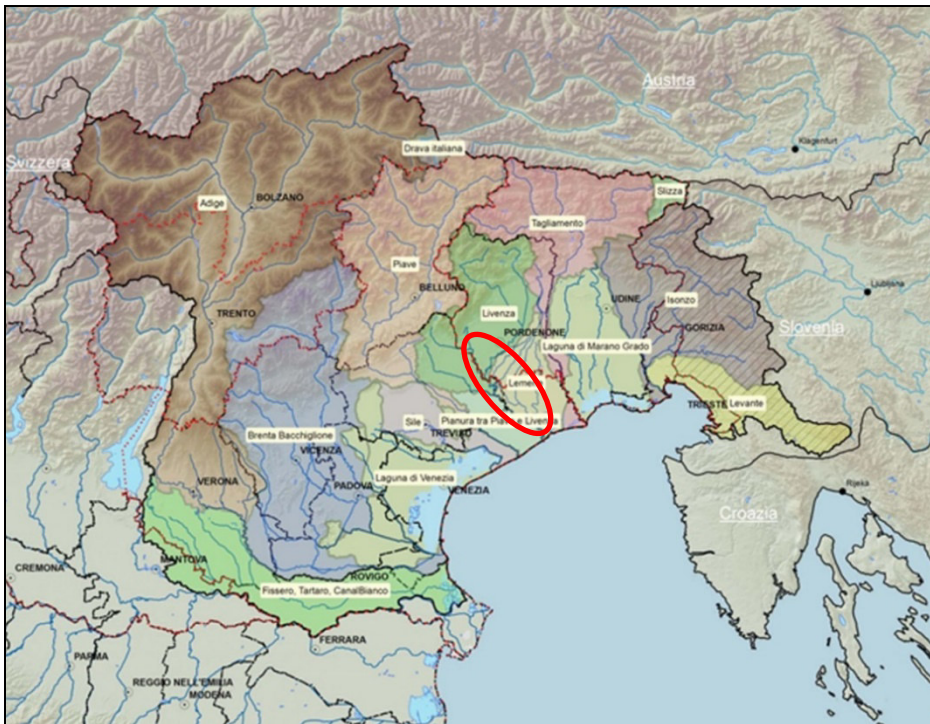 Austria
Klagenfurt
Svizzera
Drava italiana
Slizza
BOLZANO
Adige
Tagliamento
Piave
BELLUNO
Ljubljana
Livenza
UDINE
Isonzo
TRENTO
PORDENONE
GORIZIA
Slovenia
Laguna di Marano Grado
Lemene
TRIESTE
Levante
Sile
Pianura tra Piave e Livenza
TREVISO
Brenta Bacchiglione
VICENZA
Laguna di Venezia
PADOVA
VENEZIA
VERONA
Rijeka
Croazia
MANTOVA
CREMONA
ROVIGO
Fissero, Tartaro, CanalBianco
FERRARA
PARMA
REGGIO NELL'EMILIA
MODENA